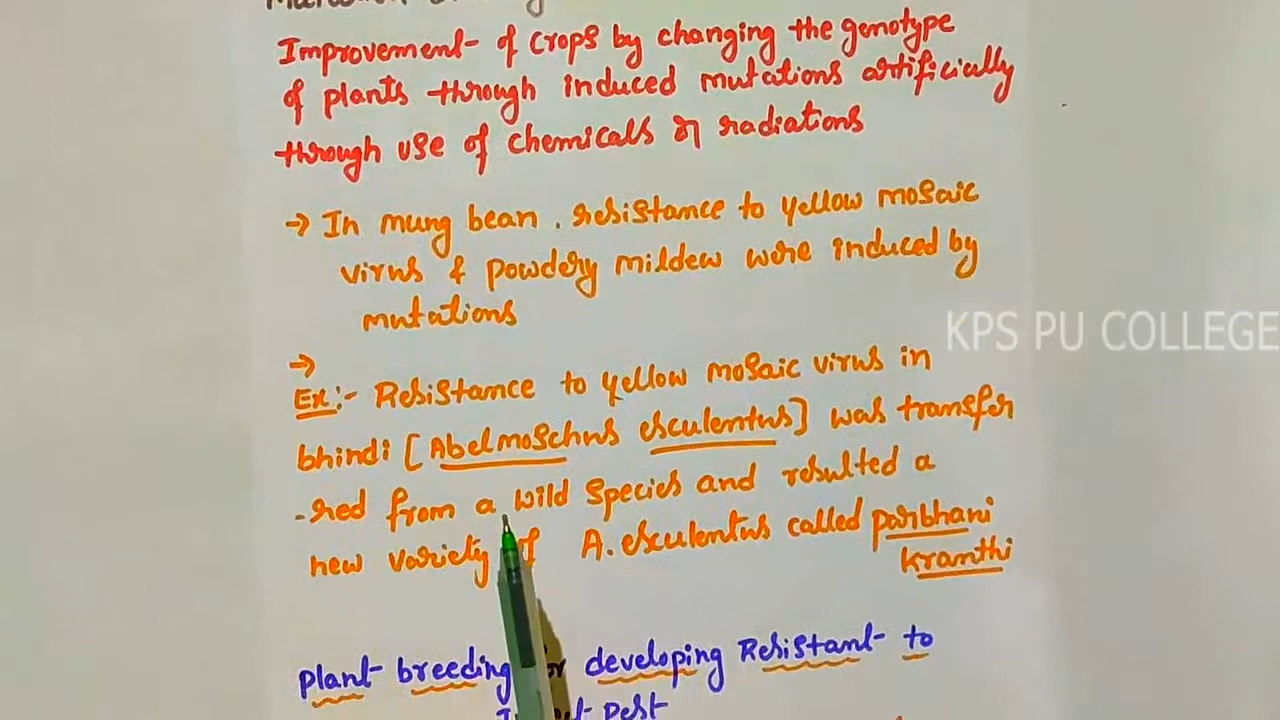 Improvement of crops by changing the genotype
of plants through induced mutations artificially
through use of chemicals or radiations
→ In mung bean . resistance to yellow mosaic
virus & powdery mildew were induced by
mutations
KPS PU COLLEGE
→
Ex:- Resistance to yellow mosaic virus in
bhindi [Abelmoschus esculentus] was transfer
-red from a wild species and resulted a
new variety of A. esculentus called parbhani
kranthi
plant breeding for developing Resistant to
pest